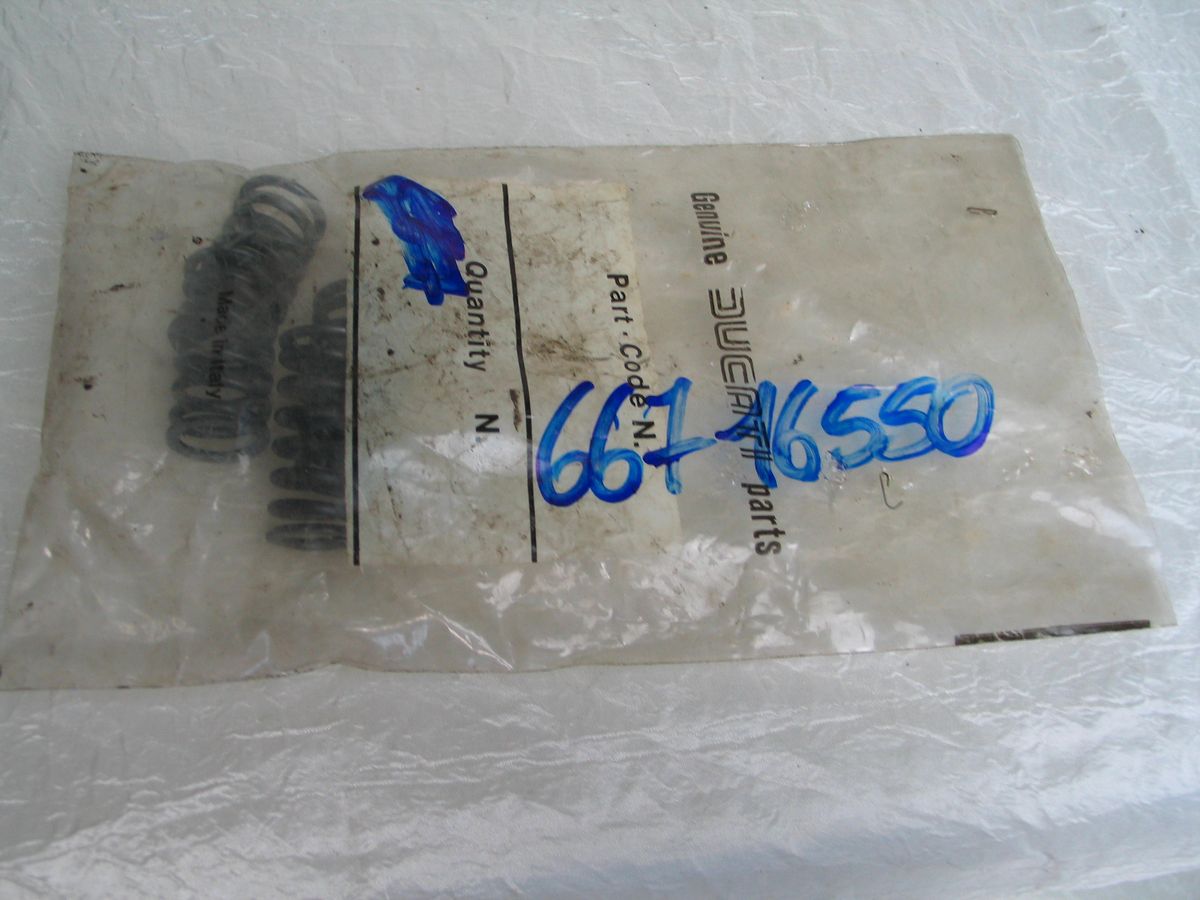 Genuine DUCATI parts
Part. Code N.
66716550
Quantity N.
Made in Italy